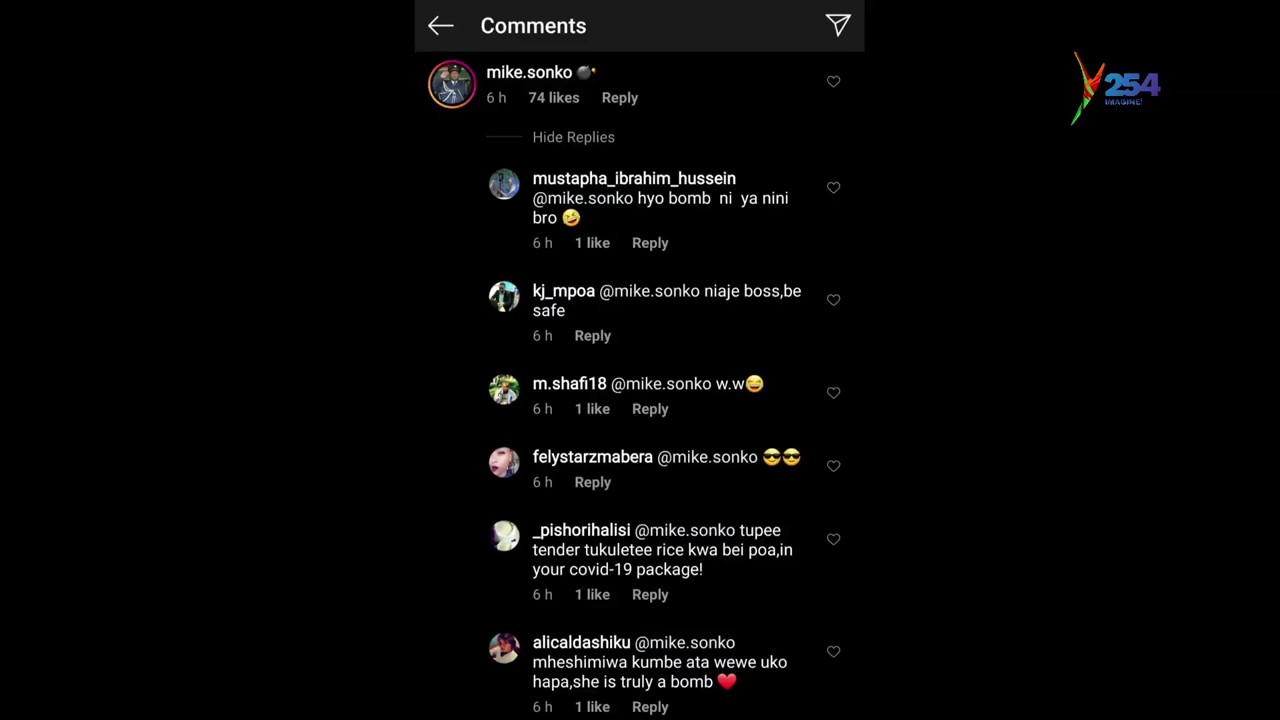 Comments
mike.sonko 💣
6 h 74 likes Reply
Hide Replies
mustapha_ibrahim_hussein
@mike.sonko hyo bomb ni ya nini
bro 🤣
6 h 1 like Reply
kj_mpoa @mike.sonko niaje boss,be
safe
6 h Reply
m.shafi18 @mike.sonko w.w😂
6 h 1 like Reply
felystarzmabera @mike.sonko 😎😎
6 h Reply
_pishorihalisi @mike.sonko tupee
tender tukuletee rice kwa bei poa,in
your covid-19 package!
6 h 1 like Reply
alicaldashiku @mike.sonko
mheshimiwa kumbe ata wewe uko
hapa,she is truly a bomb ❤️
6 h 1 like Reply
Y254
IMAGINE!